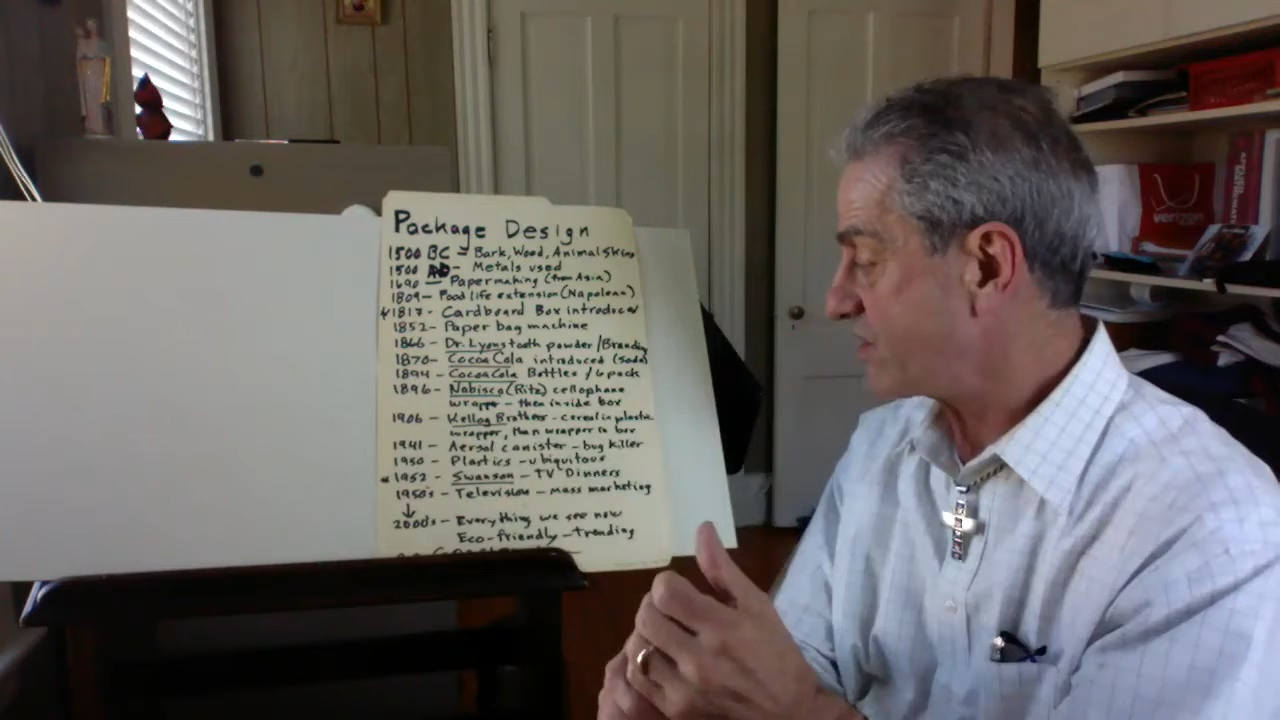 Package Design
1500 BC - Bark, Wood, Animal Skins
1500 AD - Metals used
1690 - Papermaking (from Asia)
1809 - Food life extension (Napolean)
1817 - Cardboard Box introduced
1852 - Paper bag machine
1866 - Dr. Lyons tooth powder / Branding
1870 - CocoaCola introduced (soda)
1894 - CocoaCola Bottles / 6 pack
1896 - Nabisco (Ritz) cellophane
wrapper - then inside box
1906 - Kellog Brothers - cereal in plastic
wrapper, then wrapper in box
1941 - Aersol canister - bug killer
1950 - Plastics - ubiquitous
1952 - Swanson - TV Dinners
1950's - Television - mass marketing
2000's - Everything we see now
Eco-friendly - trending
verizon